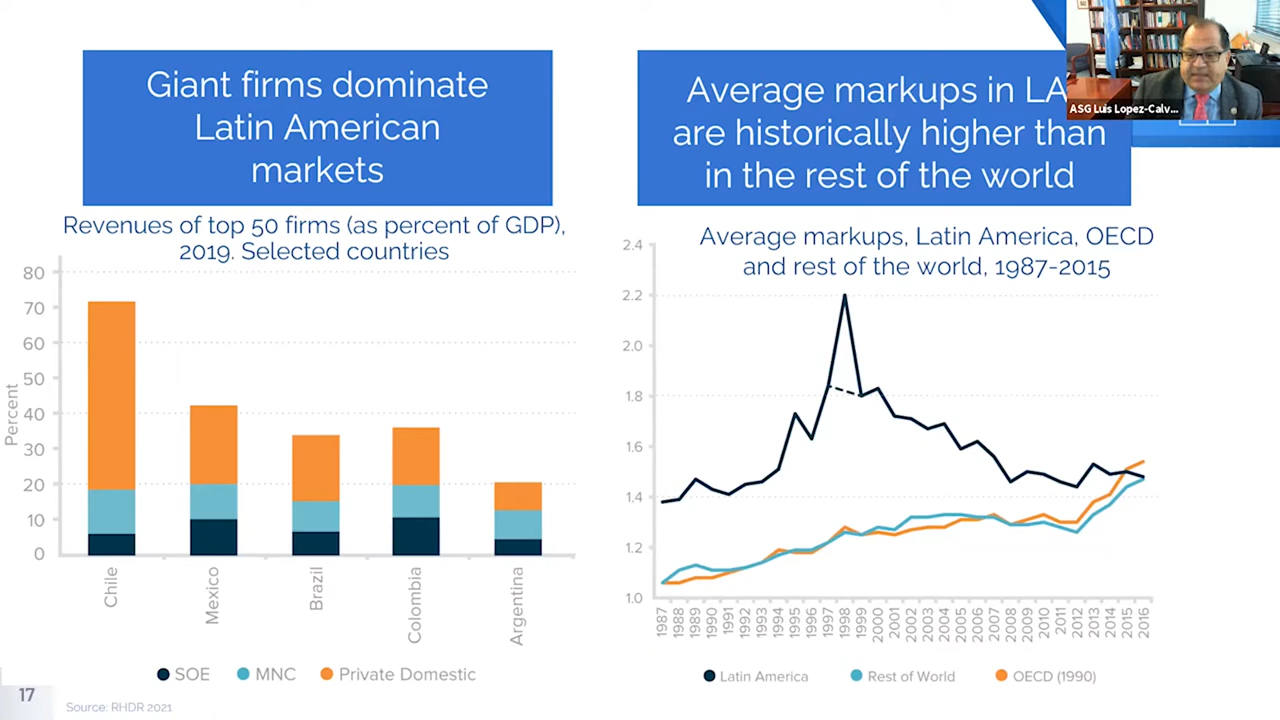 Giant firms dominate
Latin American
markets
Revenues of top 50 firms (as percent of GDP),
2019. Selected countries
80
70
60
50
40
30
20
10
0
Percent
Chile
Mexico
Brazil
Colombia
Argentina
SOE
MNC
Private Domestic
17
Source: RHDR 2021
Average markups in LA
are historically higher than
in the rest of the world
ASG Luis Lopez-Calv...
Average markups, Latin America, OECD
and rest of the world, 1987-2015
2.4
2.2
2.0
1.8
1.6
1.4
1.2
1.0
1987
1988
1989
1990
1991
1992
1993
1994
1995
1996
1997
1998
1999
2000
2001
2002
2003
2004
2005
2006
2007
2008
2009
2010
2011
2012
2013
2014
2015
2016
Latin America
Rest of World
OECD (1990)